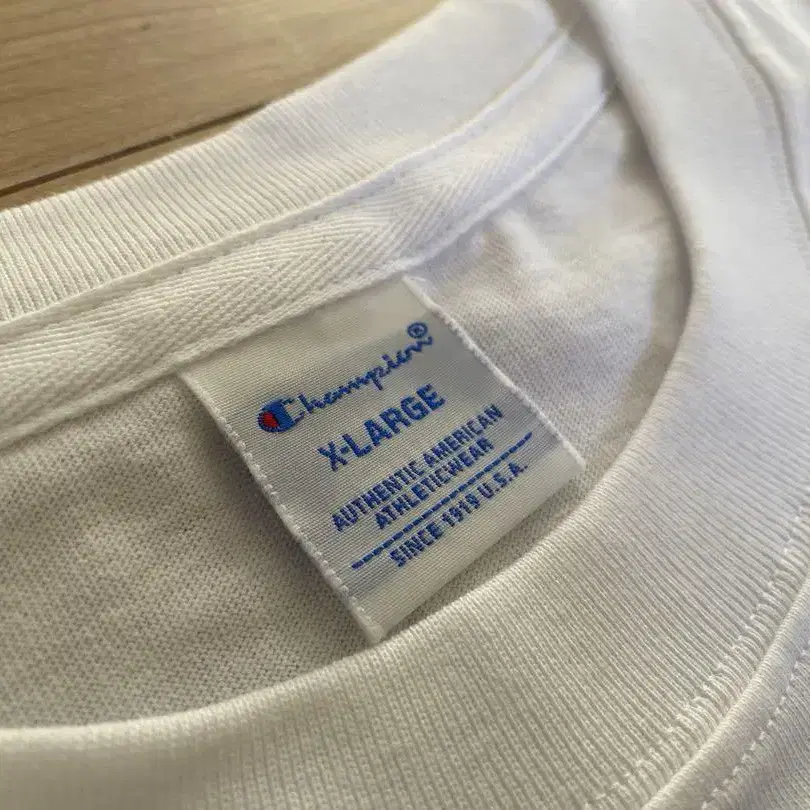 Champion®
X-LARGE
AUTHENTIC AMERICAN
ATHLETICWEAR
SINCE 1919 U.S.A.